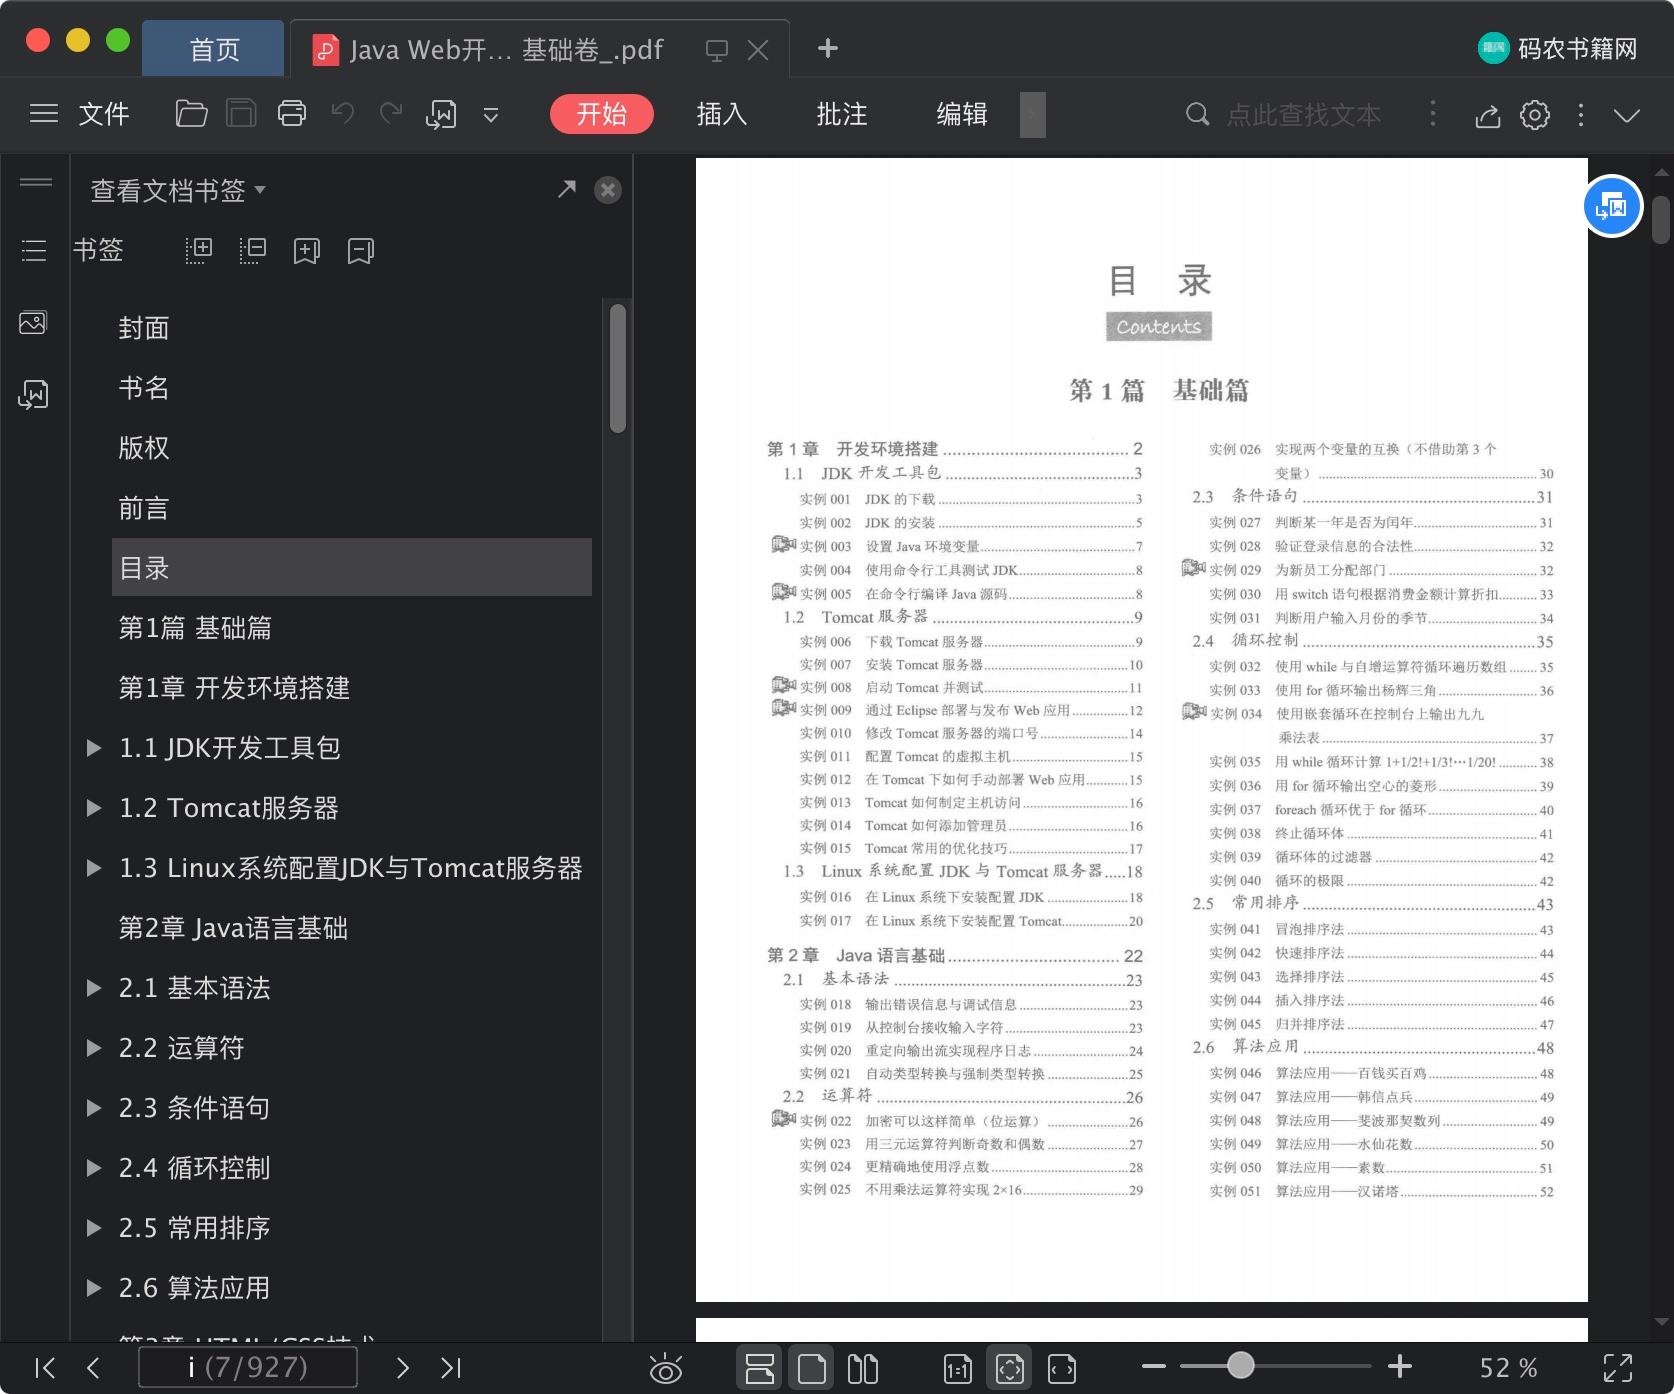 首页
Java Web开... 基础卷_.pdf
码农书籍网
文件
开始
插入
批注
编辑
点此查找文本
查看文档书签
书签
封面
书名
版权
前言
目录
第1篇 基础篇
第1章 开发环境搭建
1.1 JDK开发工具包
1.2 Tomcat服务器
1.3 Linux系统配置JDK与Tomcat服务器
第2章 Java语言基础
2.1 基本语法
2.2 运算符
2.3 条件语句
2.4 循环控制
2.5 常用排序
2.6 算法应用
第3章 HTML/CSS技术
目 录
Contents
第 1 篇 基础篇
第 1 章 开发环境搭建 2
1.1 JDK 开发工具包 3
实例 001 JDK 的下载 3
实例 002 JDK 的安装 5
实例 003 设置 Java 环境变量 7
实例 004 使用命令行工具测试 JDK 8
实例 005 在命令行编译 Java 源码 8
1.2 Tomcat 服务器 9
实例 006 下载 Tomcat 服务器 9
实例 007 安装 Tomcat 服务器 10
实例 008 启动 Tomcat 并测试 11
实例 009 通过 Eclipse 部署与发布 Web 应用 12
实例 010 修改 Tomcat 服务器的端口号 14
实例 011 配置 Tomcat 的虚拟主机 15
实例 012 在 Tomcat 下如何手动部署 Web 应用 15
实例 013 Tomcat 如何制定主机访问 16
实例 014 Tomcat 如何添加管理员 16
实例 015 Tomcat 常用的优化技巧 17
1.3 Linux 系统配置 JDK 与 Tomcat 服务器 18
实例 016 在 Linux 系统下安装配置 JDK 18
实例 017 在 Linux 系统下安装配置 Tomcat 20
第 2 章 Java 语言基础 22
2.1 基本语法 23
实例 018 输出错误信息与调试信息 23
实例 019 从控制台接收输入字符 23
实例 020 重定向输出流实现程序日志 24
实例 021 自动类型转换与强制类型转换 25
2.2 运算符 26
实例 022 加密可以这样简单（位运算） 26
实例 023 用三元运算符判断奇数和偶数 27
实例 024 更精确地使用浮点数 28
实例 025 不用乘法运算符实现 2×16 29
实例 026 实现两个变量的互换（不借助第 3 个
变量） 30
2.3 条件语句 31
实例 027 判断某一年是否为闰年 31
实例 028 验证登录信息的合法性 32
实例 029 为新员工分配部门 32
实例 030 用 switch 语句根据消费金额计算折扣 33
实例 031 判断用户输入月份的季节 34
2.4 循环控制 35
实例 032 使用 while 与自增运算符循环遍历数组 35
实例 033 使用 for 循环输出杨辉三角 36
实例 034 使用嵌套循环在控制台上输出九九
乘法表 37
实例 035 用 while 循环计算 1+1/2!+1/3!…1/20! 38
实例 036 用 for 循环输出空心的菱形 39
实例 037 foreach 循环优于 for 循环 40
实例 038 终止循环体 41
实例 039 循环体的过滤器 42
实例 040 循环的极限 42
2.5 常用排序 43
实例 041 冒泡排序法 43
实例 042 快速排序法 44
实例 043 选择排序法 45
实例 044 插入排序法 46
实例 045 归并排序法 47
2.6 算法应用 48
实例 046 算法应用——百钱买百鸡 48
实例 047 算法应用——韩信点兵 49
实例 048 算法应用——斐波那契数列 49
实例 049 算法应用——水仙花数 50
实例 050 算法应用——素数 51
实例 051 算法应用——汉诺塔 52
i (7/927)
1:1
52 %